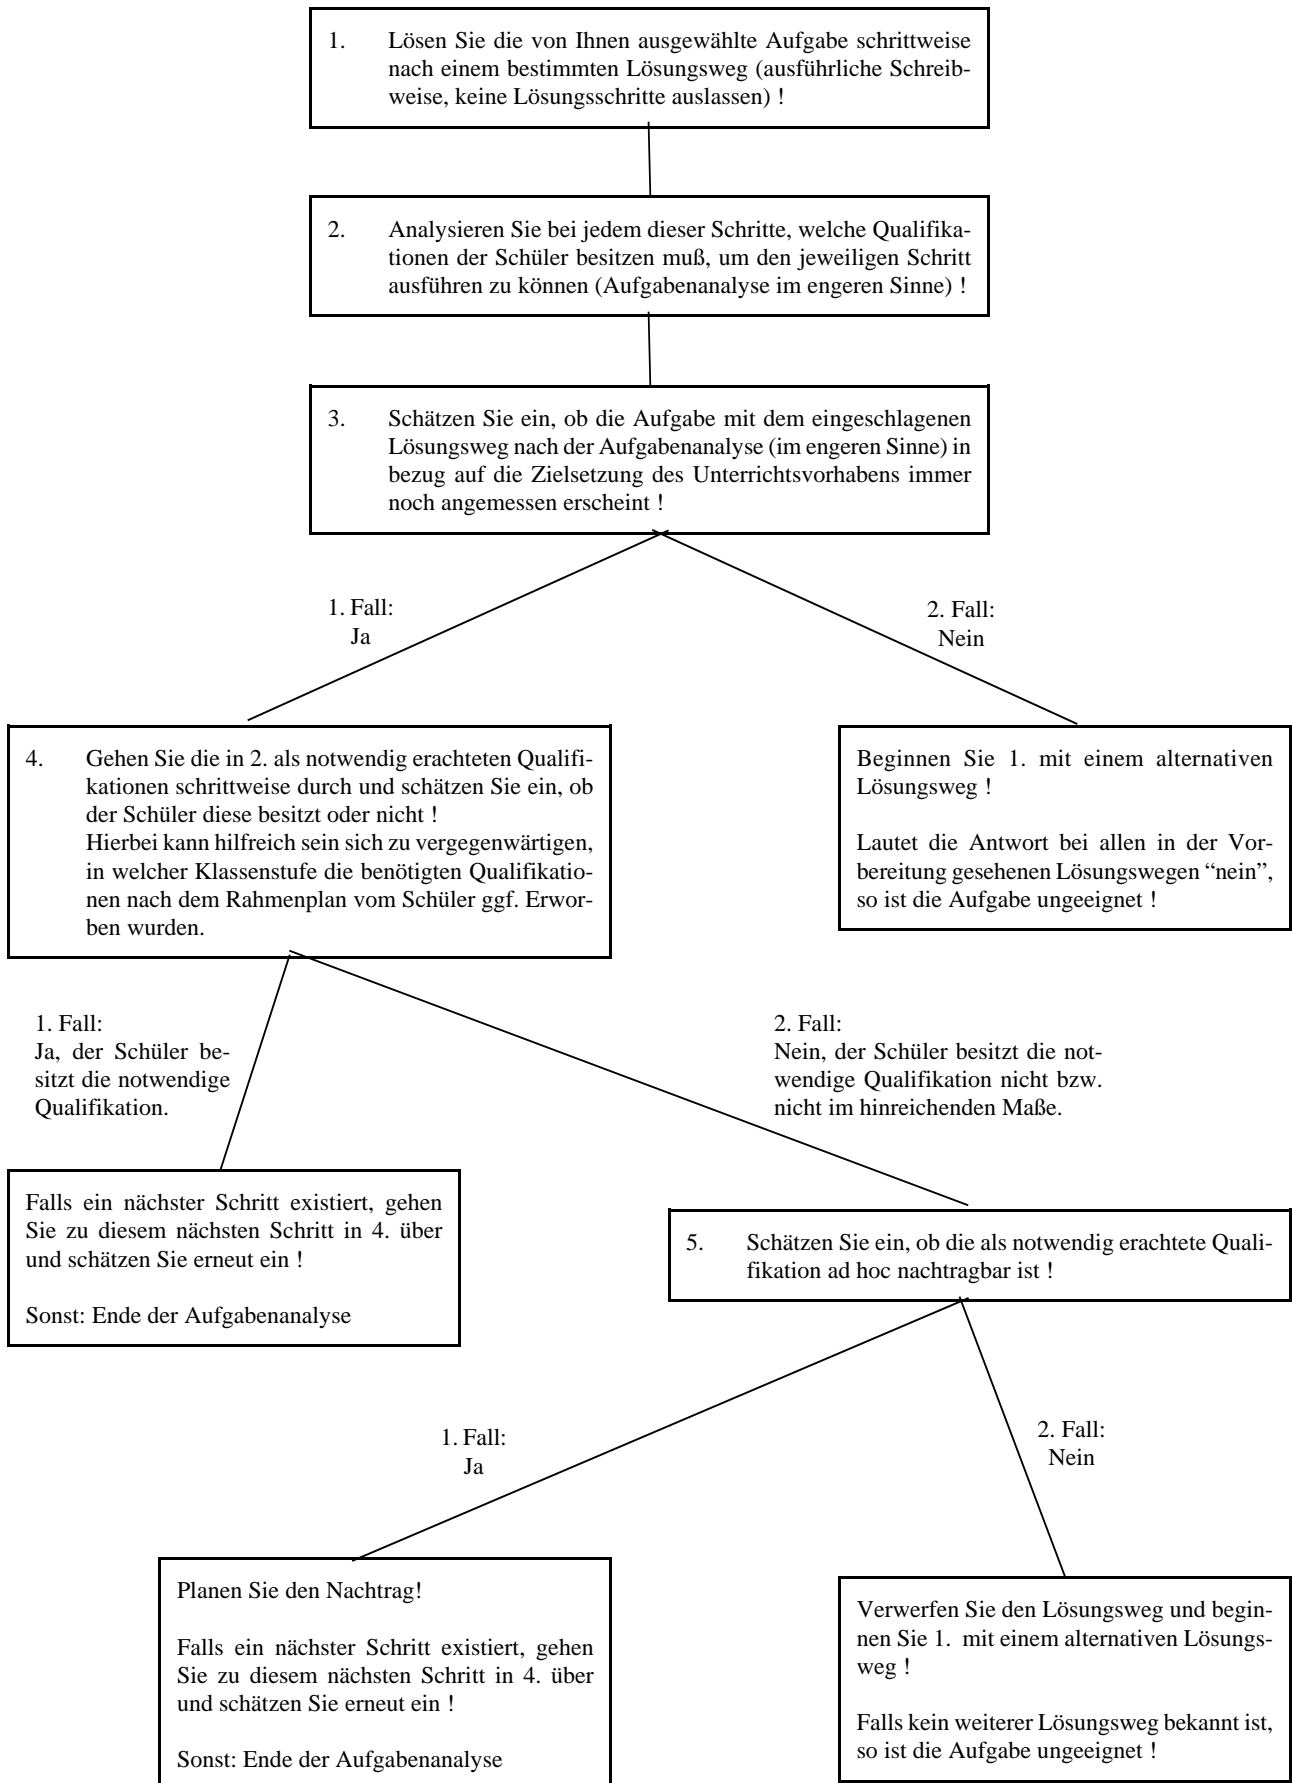 1. Lösen Sie die von Ihnen ausgewählte Aufgabe schrittweise
nach einem bestimmten Lösungsweg (ausführliche Schreib-
weise, keine Lösungsschritte auslassen) !
2. Analysieren Sie bei jedem dieser Schritte, welche Qualifika-
tionen der Schüler besitzen muß, um den jeweiligen Schritt
ausführen zu können (Aufgabenanalyse im engeren Sinne) !
3. Schätzen Sie ein, ob die Aufgabe mit dem eingeschlagenen
Lösungsweg nach der Aufgabenanalyse (im engeren Sinne) in
bezug auf die Zielsetzung des Unterrichtsvorhabens immer
noch angemessen erscheint !
1. Fall:
Ja
2. Fall:
Nein
4. Gehen Sie die in 2. als notwendig erachteten Qualifi-
kationen schrittweise durch und schätzen Sie ein, ob
der Schüler diese besitzt oder nicht !
Hierbei kann hilfreich sein sich zu vergegenwärtigen,
in welcher Klassenstufe die benötigten Qualifikatio-
nen nach dem Rahmenplan vom Schüler ggf. Erwor-
ben wurden.
Beginnen Sie 1. mit einem alternativen
Lösungsweg !
Lautet die Antwort bei allen in der Vor-
bereitung gesehenen Lösungswegen “nein”,
so ist die Aufgabe ungeeignet !
1. Fall:
Ja, der Schüler be-
sitzt die notwendige
Qualifikation.
2. Fall:
Nein, der Schüler besitzt die not-
wendige Qualifikation nicht bzw.
nicht im hinreichenden Maße.
Falls ein nächster Schritt existiert, gehen
Sie zu diesem nächsten Schritt in 4. über
und schätzen Sie erneut ein !
Sonst: Ende der Aufgabenanalyse
5. Schätzen Sie ein, ob die als notwendig erachtete Quali-
fikation ad hoc nachtragbar ist !
1. Fall:
Ja
2. Fall:
Nein
Planen Sie den Nachtrag!
Falls ein nächster Schritt existiert, gehen
Sie zu diesem nächsten Schritt in 4. über
und schätzen Sie erneut ein !
Sonst: Ende der Aufgabenanalyse
Verwerfen Sie den Lösungsweg und begin-
nen Sie 1. mit einem alternativen Lösungs-
weg !
Falls kein weiterer Lösungsweg bekannt ist,
so ist die Aufgabe ungeeignet !